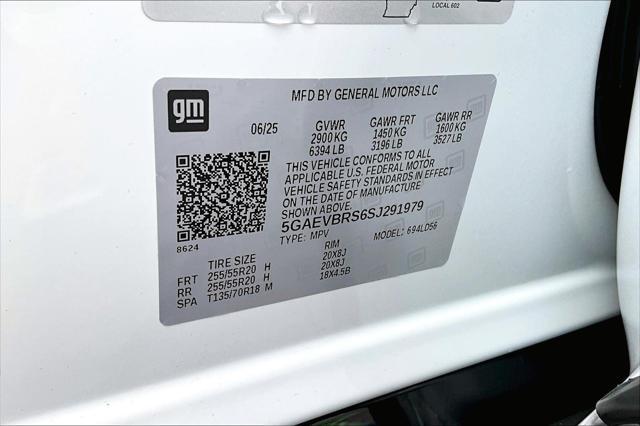 LOCAL 602
gm
MFD BY GENERAL MOTORS LLC
06/25 GVWR GAWR FRT GAWR RR
2900 KG 1450 KG 1600 KG
6394 LB 3196 LB 3527 LB
THIS VEHICLE CONFORMS TO ALL
APPLICABLE U.S. FEDERAL MOTOR
VEHICLE SAFETY STANDARDS IN EFFECT
ON THE DATE OF MANUFACTURE
SHOWN ABOVE.
5GAEVBRS6SJ291979
8624 TYPE: MPV MODEL: 694LD56
TIRE SIZE RIM
FRT 255/55R20 H 20X8J
RR 255/55R20 H 20X8J
SPA T135/70R18 M 18X4.5B